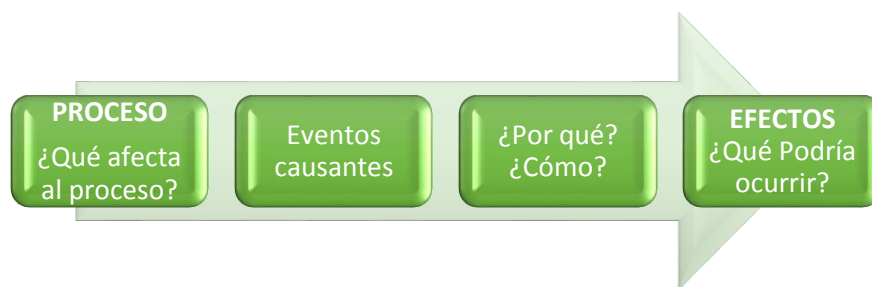 PROCESO
¿Qué afecta
al proceso?
Eventos
causantes
¿Por qué?
¿Cómo?
EFECTOS
¿Qué Podría
ocurrir?